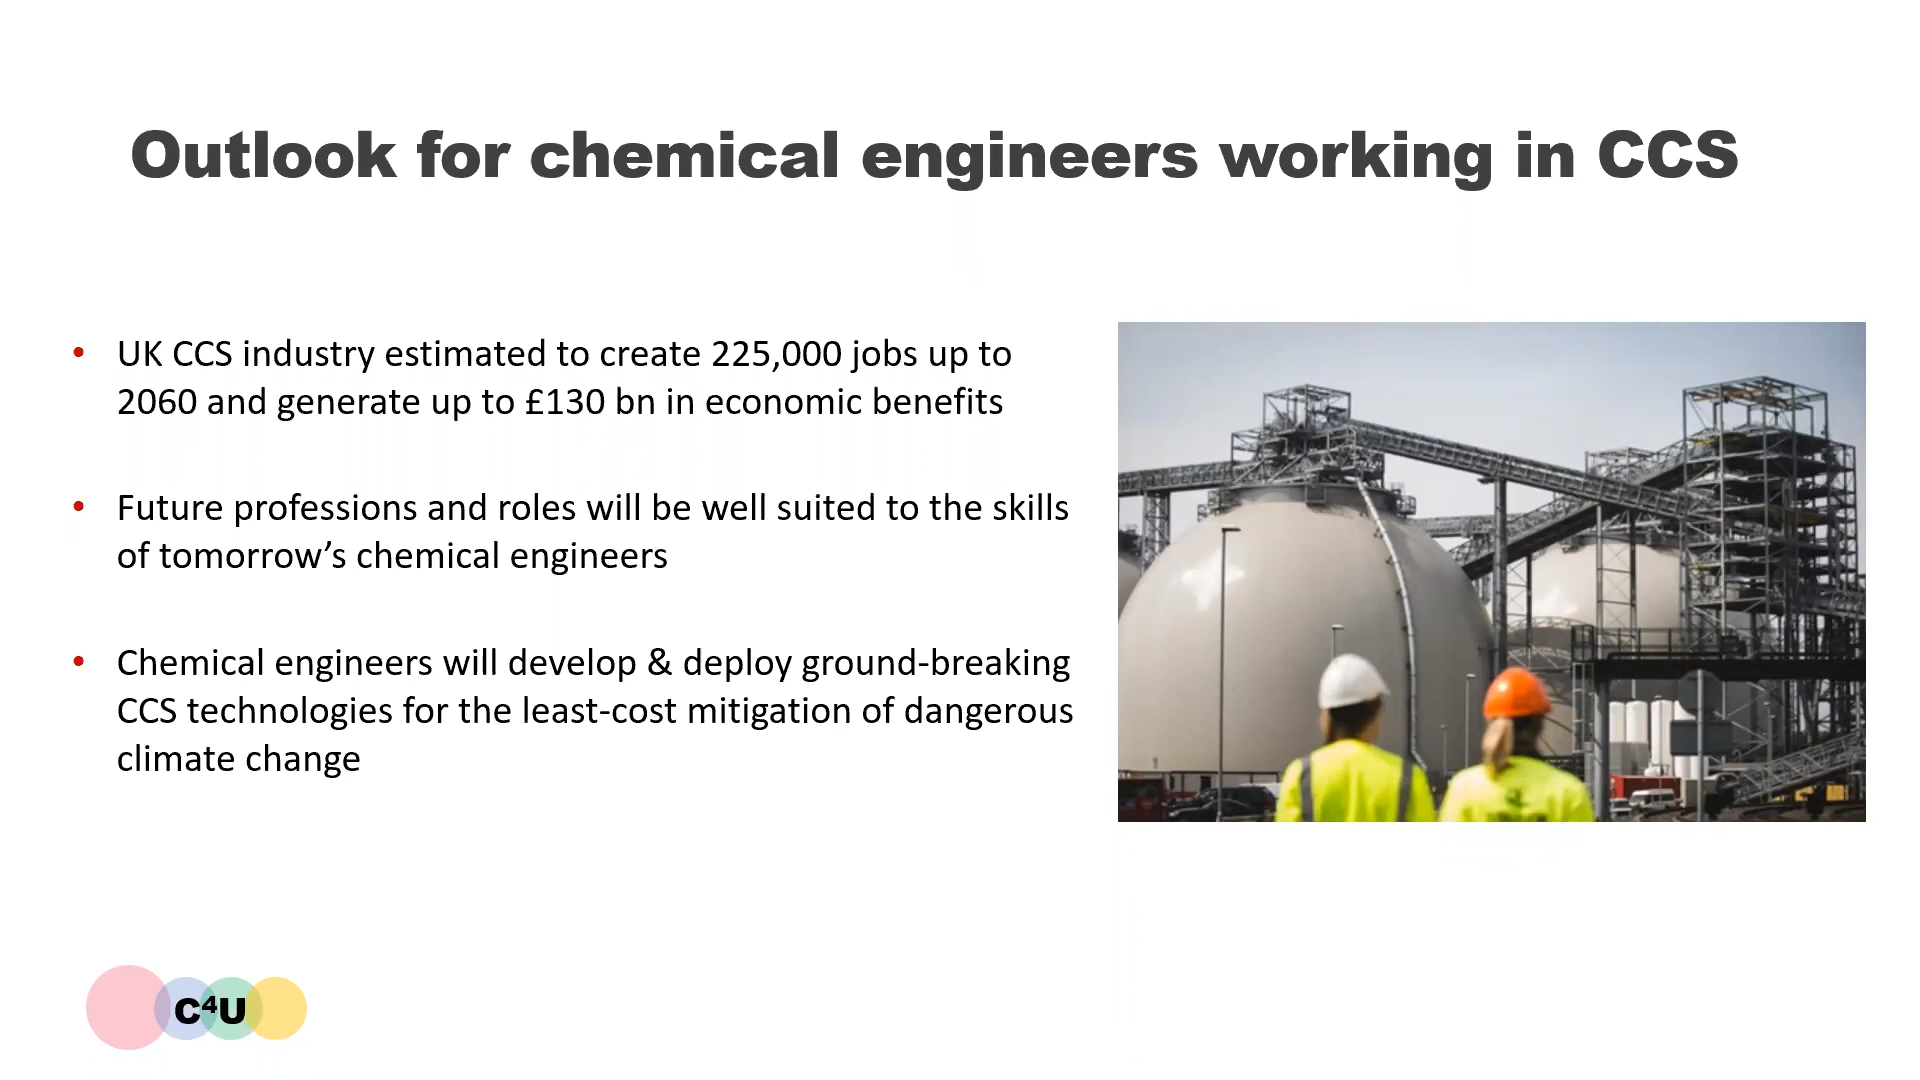 Outlook for chemical engineers working in CCS
• UK CCS industry estimated to create 225,000 jobs up to
2060 and generate up to £130 bn in economic benefits
• Future professions and roles will be well suited to the skills
of tomorrow’s chemical engineers
• Chemical engineers will develop & deploy ground-breaking
CCS technologies for the least-cost mitigation of dangerous
climate change
C⁴U